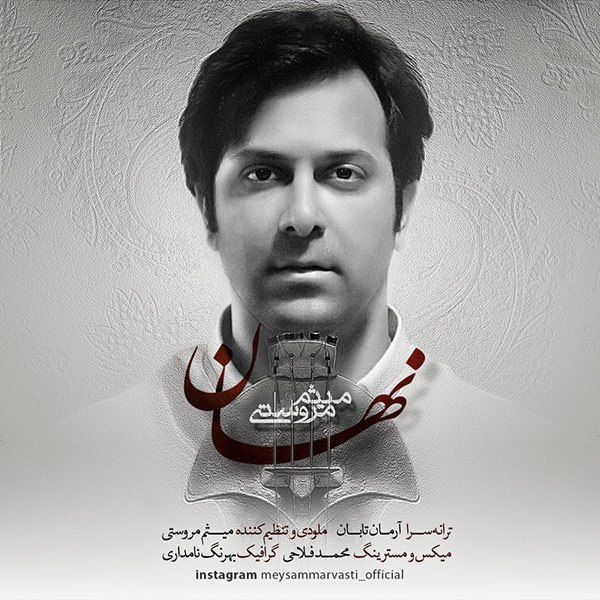 نهان
میثم
مروستی
ترانه سرا آرمان تابان ملودی و تنظیم کننده میثم مروستی
میکس و مسترینگ محمد فلاحی گرافیک بهرنگ نامداری
instagram meysammarvasti_official